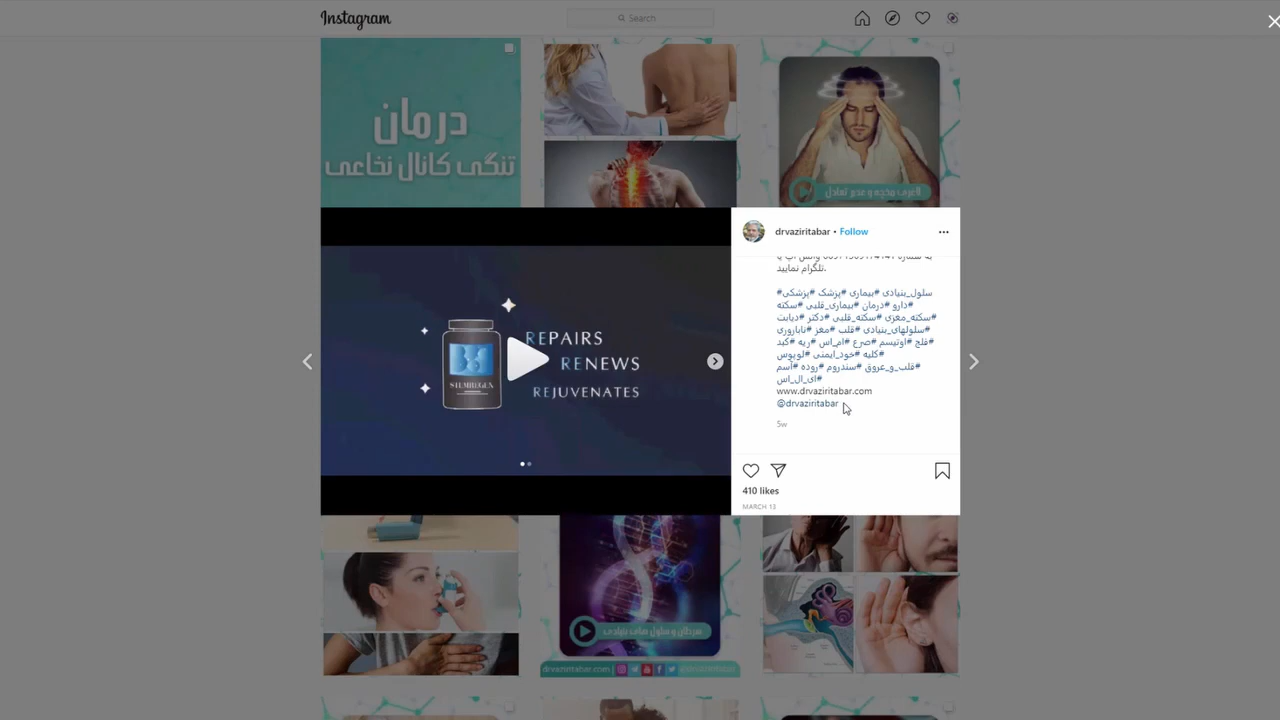 Instagram
Search
درمان
تنگی کانال نخاعی
drvaziritabar • Follow
تلگرام نمایید.
#سلول_بنیادی #بیماری #پزشک #پزشکی
#دارو #درمان #بیماری_قلبی #سکته
#سکته_مغزی #سکته_قلبی #دکتر #دیابت
#سلولهای_بنیادی #قلب #مغز #ناباروری
#فلج #اوتیسم #صرع #ام_اس #ریه #کبد
#کلیه #خود_ایمنی #لوپوس
#قلب_و_عروق #سندروم #روده #آسم
#ای_ال_اس
www.drvaziritabar.com
@drvaziritabar
5w
410 likes
MARCH 13
REPAIRS
RENEWS
REJUVENATES
سرطان و سلول های بنیادی
drvaziritabar.com